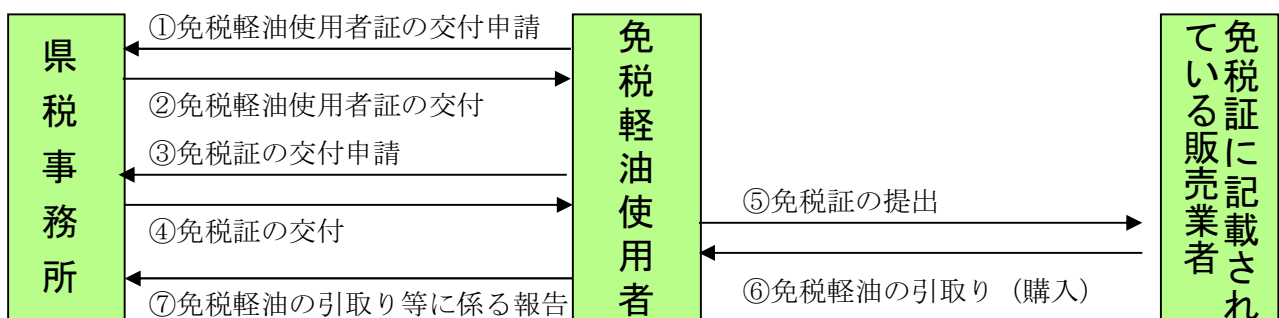 県税事務所
①免税軽油使用者証の交付申請
②免税軽油使用者証の交付
③免税証の交付申請
④免税証の交付
⑦免税軽油の引取り等に係る報告
免税軽油使用者
⑤免税証の提出
⑥免税軽油の引取り（購入）
免税証に記載され
ている販売業者